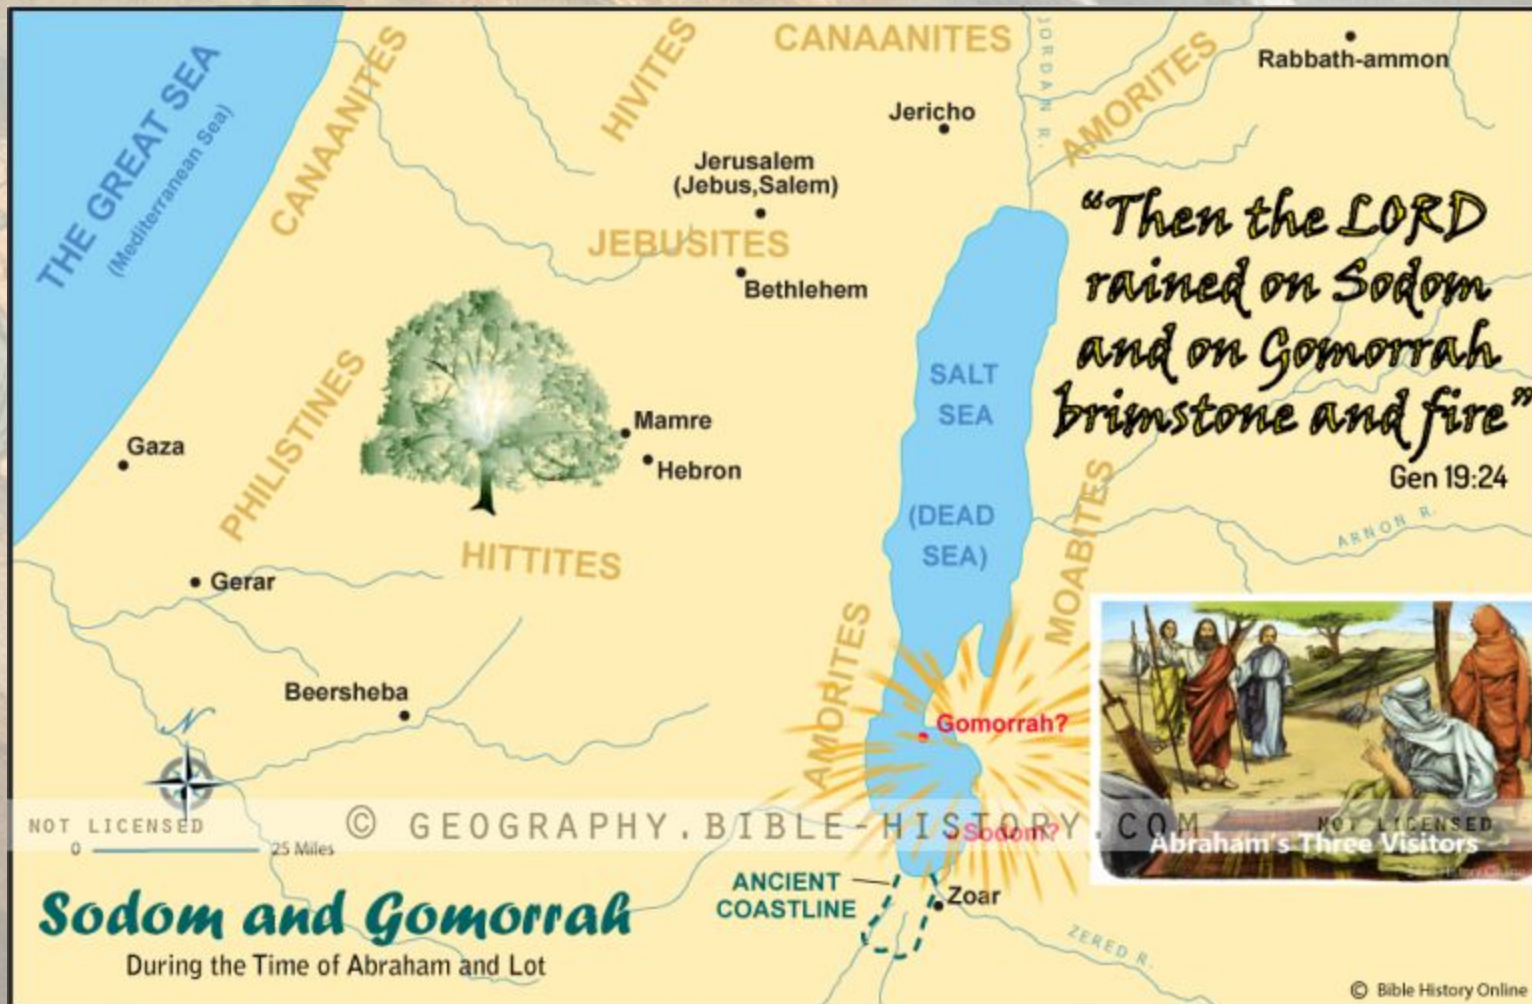 THE GREAT SEA
(Mediterranean Sea)
CANAANITES
HIVITES
CANAANITES
JORDAN R.
AMORITES
Rabbath-ammon
Jericho
Jerusalem
(Jebus,Salem)
JEBUSITES
Bethlehem
“Then the LORD
rained on Sodom
and on Gomorrah
brimstone and fire”
Gen 19:24
SALT
SEA
(DEAD
SEA)
Mamre
Hebron
Gaza
PHILISTINES
HITTITES
Gerar
MOABITES
ARNON R.
AMORITES
Beersheba
N
Gomorrah?
Sodom?
NOT LICENSED
© GEOGRAPHY.BIBLE-HISTORY.COM
NOT LICENSED
Abraham's Three Visitors
0 25 Miles
ANCIENT
COASTLINE
Zoar
ZERED R.
Sodom and Gomorrah
During the Time of Abraham and Lot
© Bible History Online